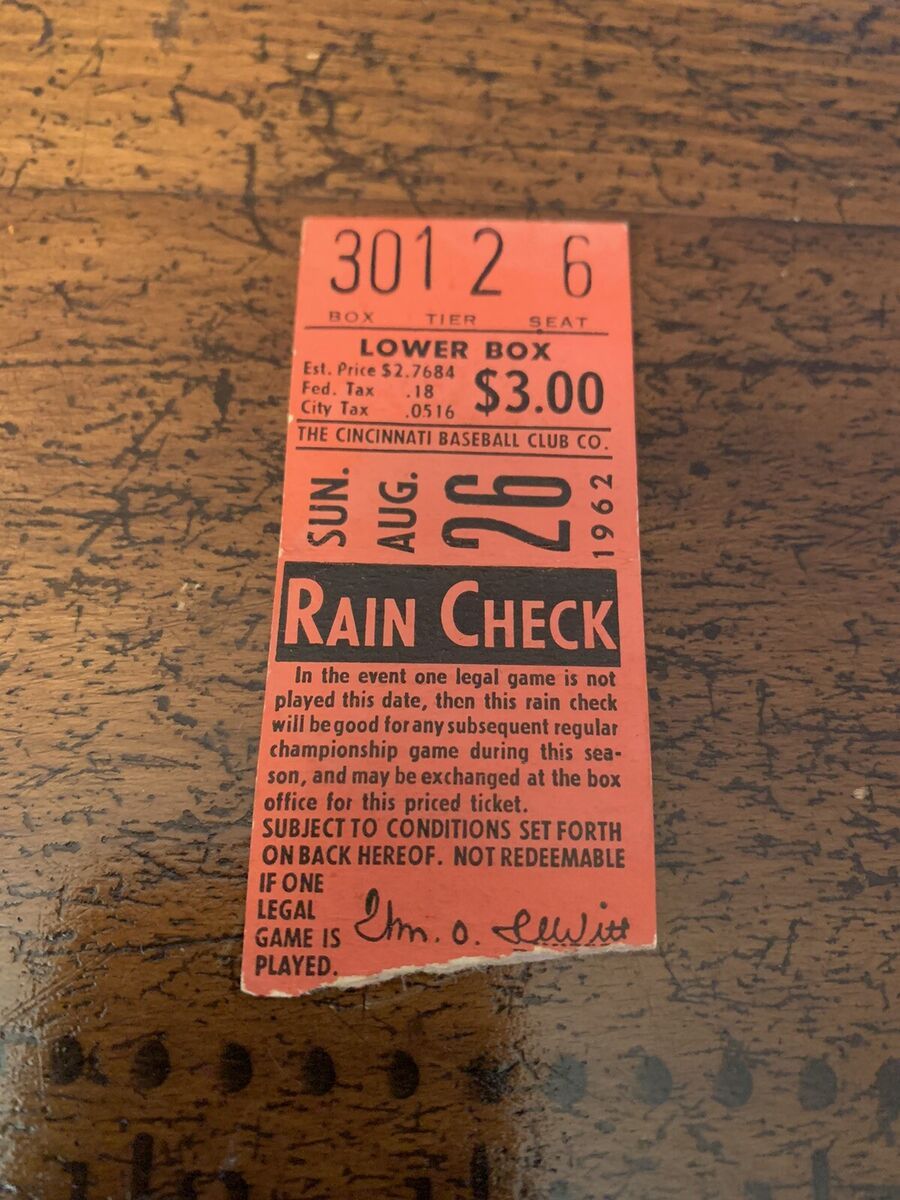 301 2 6
BOX TIER SEAT
LOWER BOX
Est. Price $2.7684
Fed. Tax .18
City Tax .0516
$3.00
THE CINCINNATI BASEBALL CLUB CO.
SUN. AUG. 26 1962
RAIN CHECK
In the event one legal game is not
played this date, then this rain check
will be good for any subsequent regular
championship game during this sea-
son, and may be exchanged at the box
office for this priced ticket.
SUBJECT TO CONDITIONS SET FORTH
ON BACK HEREOF. NOT REDEEMABLE
IF ONE
LEGAL
GAME IS
PLAYED.
Wm. O. DeWitt